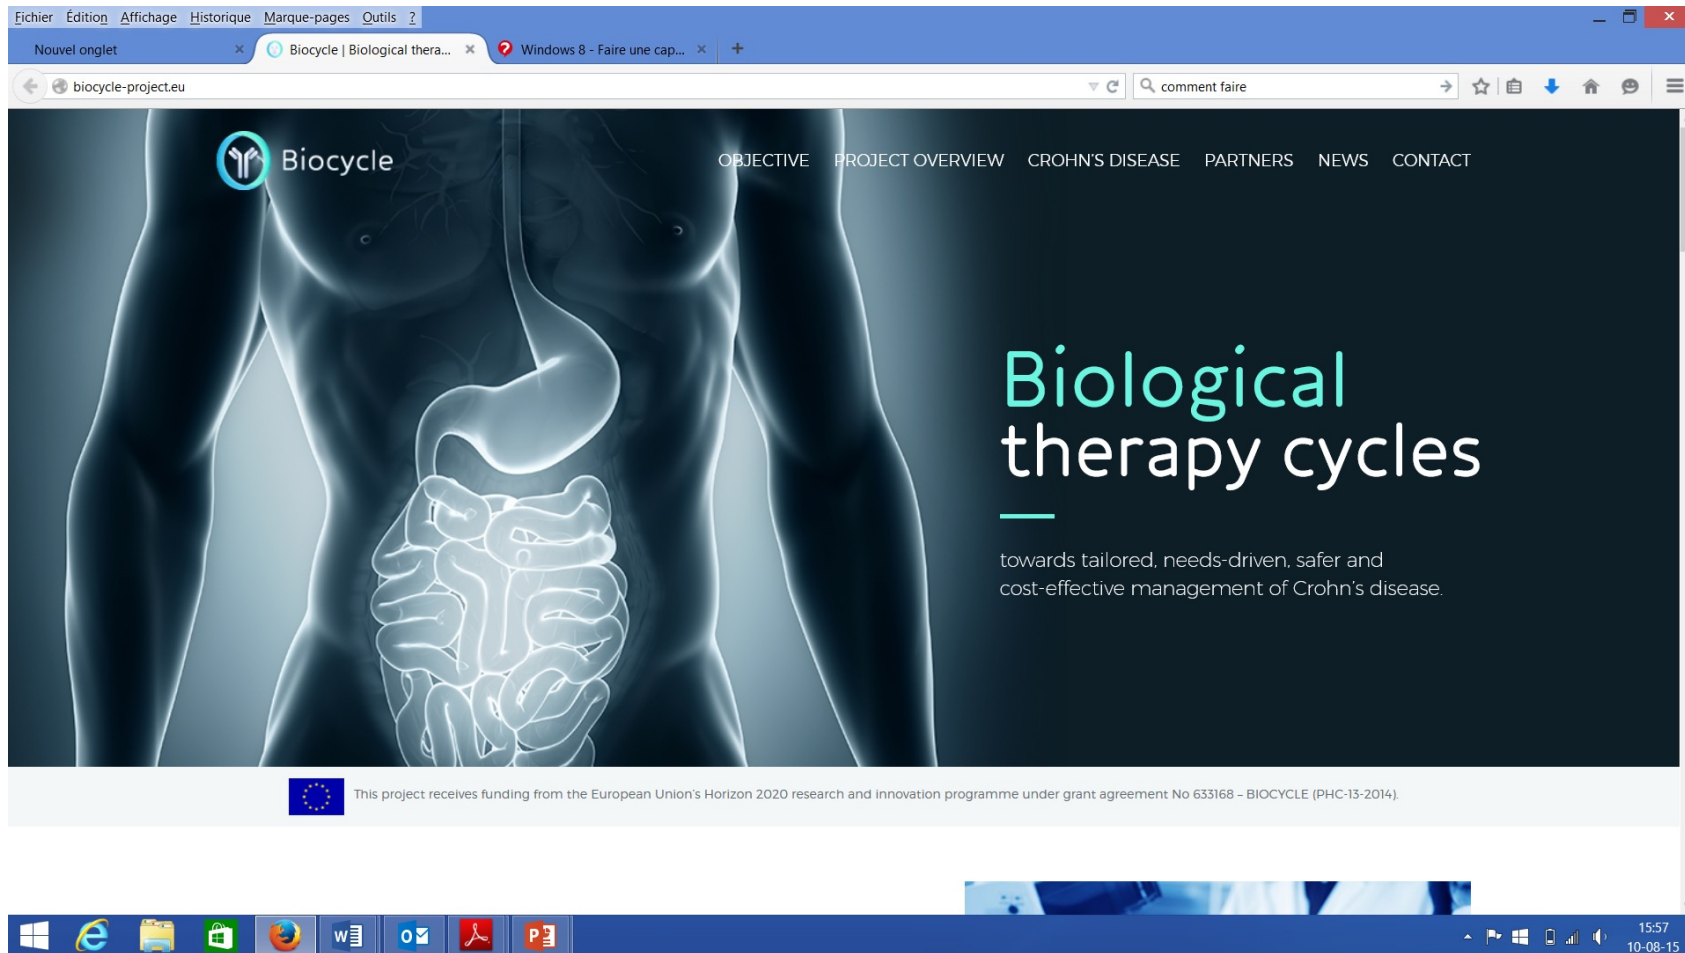 Fichier Édition Affichage Historique Marque-pages Outils ?
Nouvel onglet
Biocycle | Biological thera...
Windows 8 - Faire une cap...
biocycle-project.eu
comment faire
Biocycle
OBJECTIVE PROJECT OVERVIEW CROHN'S DISEASE PARTNERS NEWS CONTACT
Biological
therapy cycles
towards tailored, needs-driven, safer and
cost-effective management of Crohn's disease.
This project receives funding from the European Union's Horizon 2020 research and innovation programme under grant agreement No 633168 – BIOCYCLE (PHC-13-2014).
15:57
10-08-15